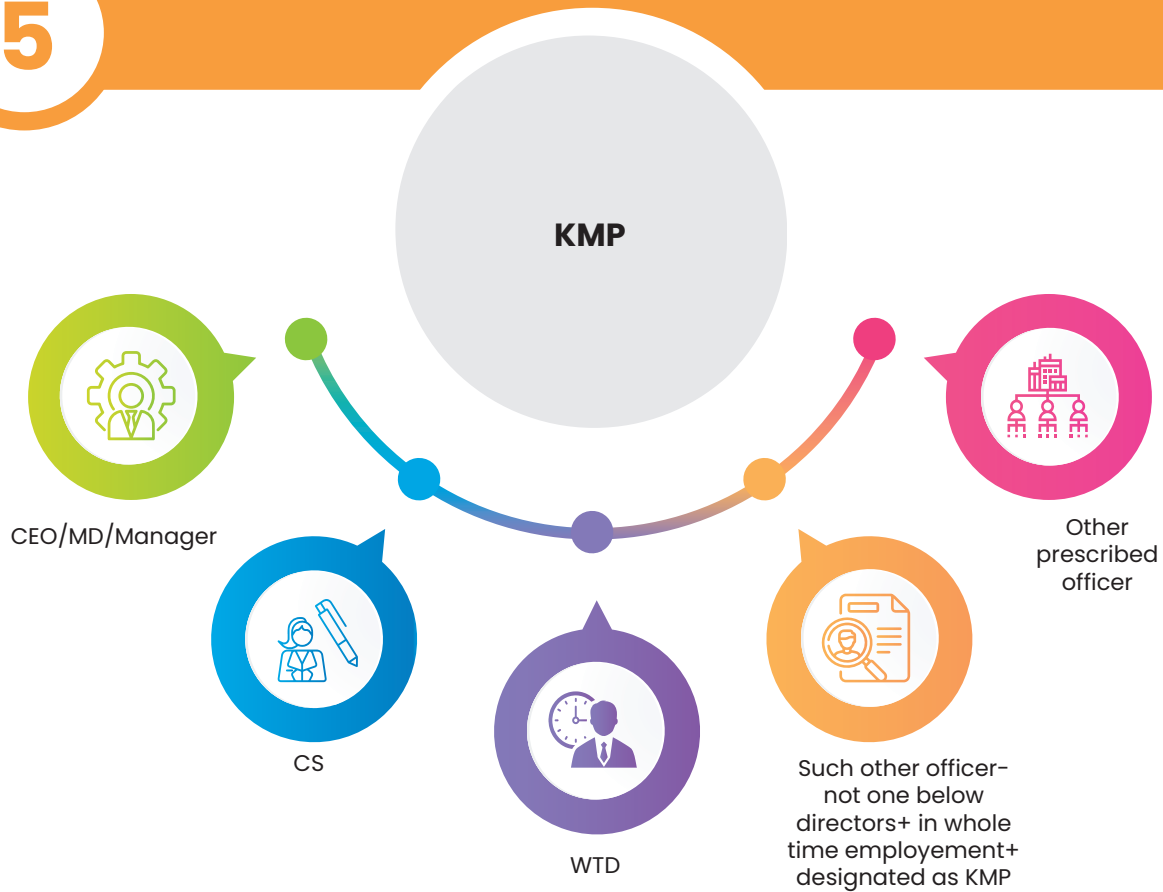 5
KMP
CEO/MD/Manager
CS
WTD
Such other officer-
not one below
directors+ in whole
time employement+
designated as KMP
Other
prescribed
officer